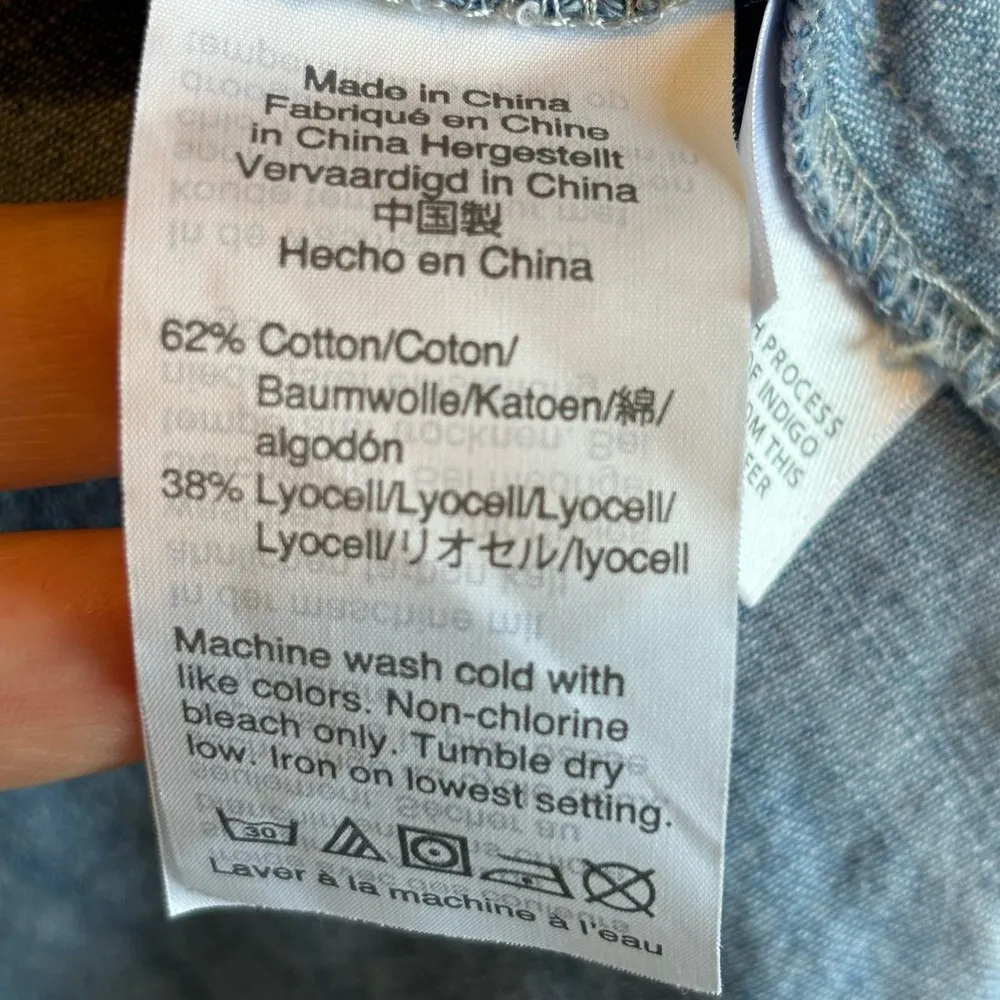 Made in China
Fabriqué en Chine
in China Hergestellt
Vervaardigd in China
中国製
Hecho en China
62% Cotton/Coton/
Baumwolle/Katoen/綿/
algodón
38% Lyocell/Lyocell/Lyocell/
Lyocell/リオセル/lyocell
Machine wash cold with
like colors. Non-chlorine
bleach only. Tumble dry
low. Iron on lowest setting.
30
Laver à la machine à l'eau
PROCESS
INDIGO
THIS